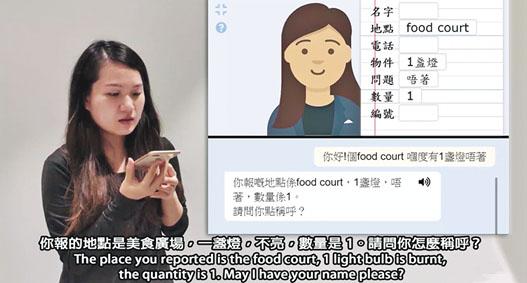 名字
地點 food court
電話
物件 1盞燈
問題 唔著
數量 1
編號
你好!個food court 嗰度有1盞燈唔著
你報嘅地點係food court,1盞燈,唔
著,數量係1。
請問你點稱呼?
你報的地點是美食廣場,一盞燈,不亮,數量是 1。請問你怎麼稱呼?
The place you reported is the food court, 1 light bulb is burnt,
the quantity is 1. May I have your name please?